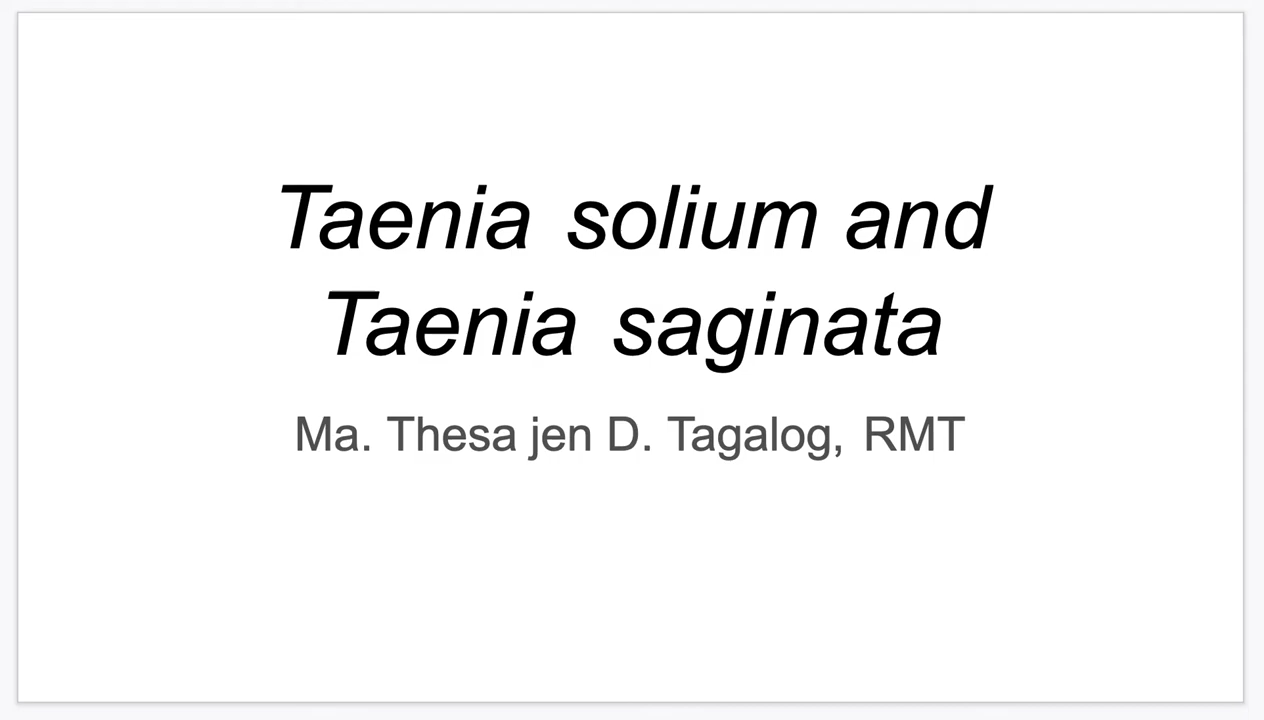 Taenia solium and
Taenia saginata
Ma. Thesa jen D. Tagalog, RMT